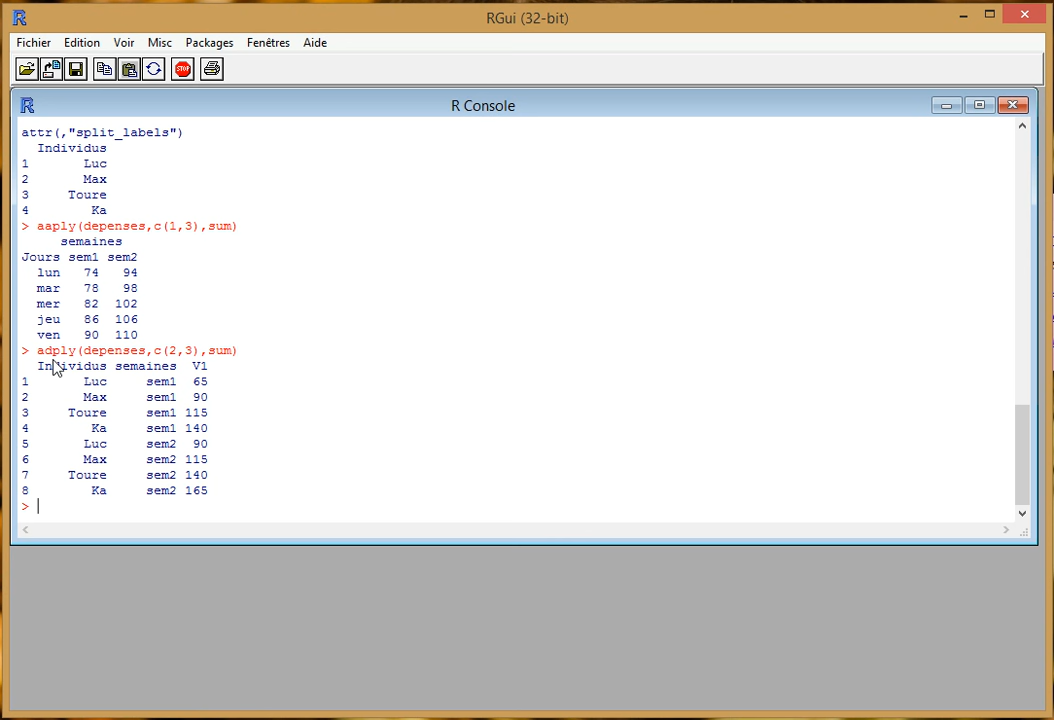 RGui (32-bit)
Fichier Edition Voir Misc Packages Fenêtres Aide
STOP
R Console
attr(,"split_labels")
  Individus
1       Luc
2       Max
3     Toure
4        Ka
> aaply(depenses,c(1,3),sum)
     semaines
Jours sem1 sem2
  lun   74   94
  mar   78   98
  mer   82  102
  jeu   86  106
  ven   90  110
> adply(depenses,c(2,3),sum)
  Individus semaines  V1
1       Luc     sem1  65
2       Max     sem1  90
3     Toure     sem1 115
4        Ka     sem1 140
5       Luc     sem2  90
6       Max     sem2 115
7     Toure     sem2 140
8        Ka     sem2 165
>